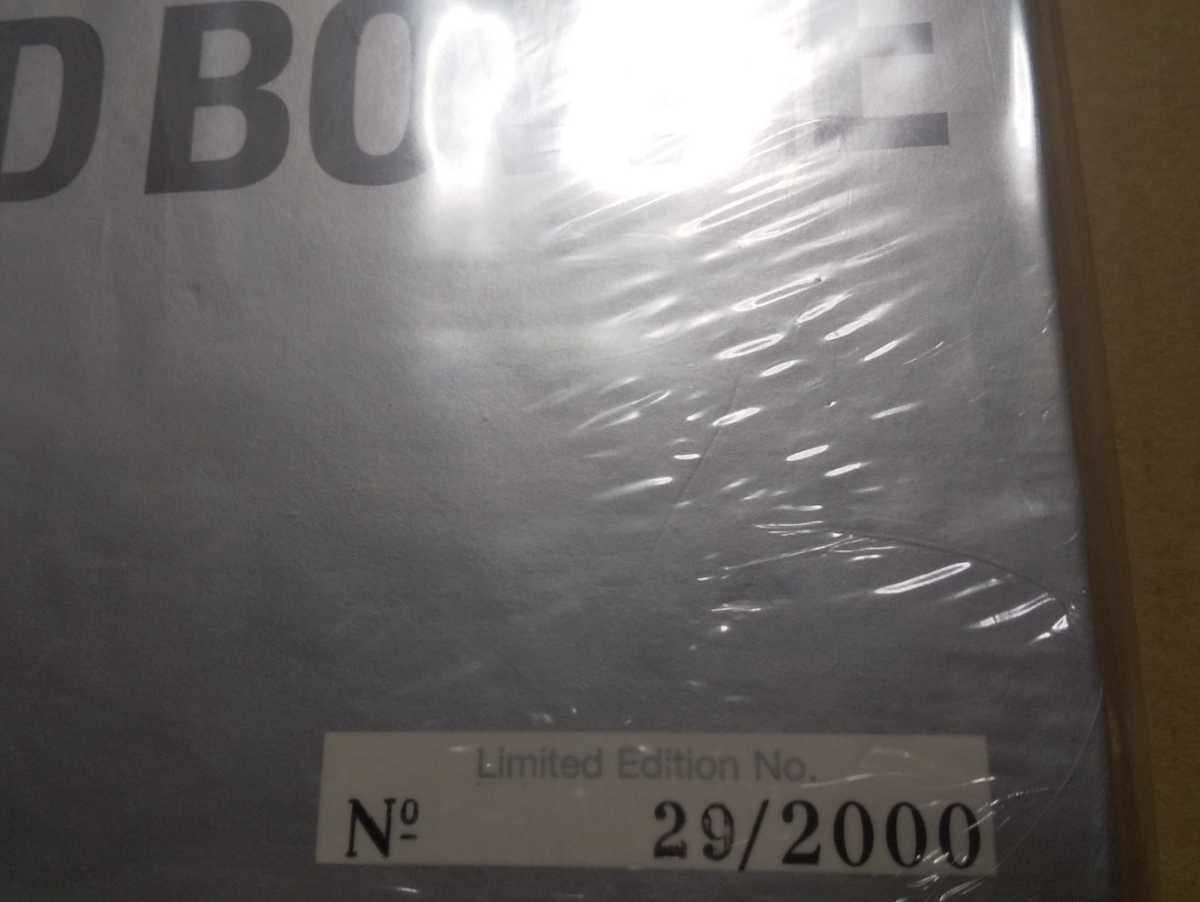 D BO
Limited Edition No.
Nº 29/2000